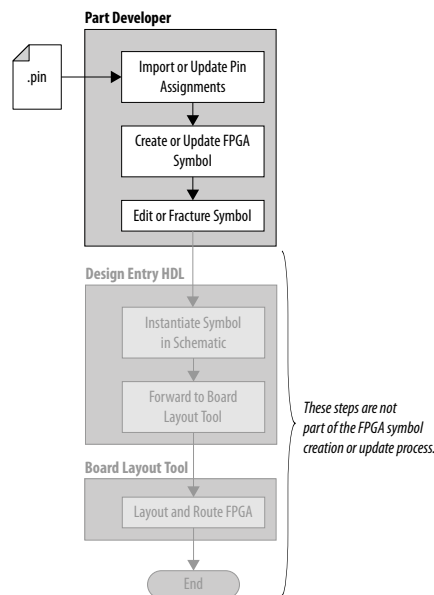 Part Developer
.pin
Import or Update Pin
Assignments
Create or Update FPGA
Symbol
Edit or Fracture Symbol
Design Entry HDL
Instantiate Symbol
in Schematic
Forward to Board
Layout Tool
These steps are not
part of the FPGA symbol
creation or update process.
Board Layout Tool
Layout and Route FPGA
End